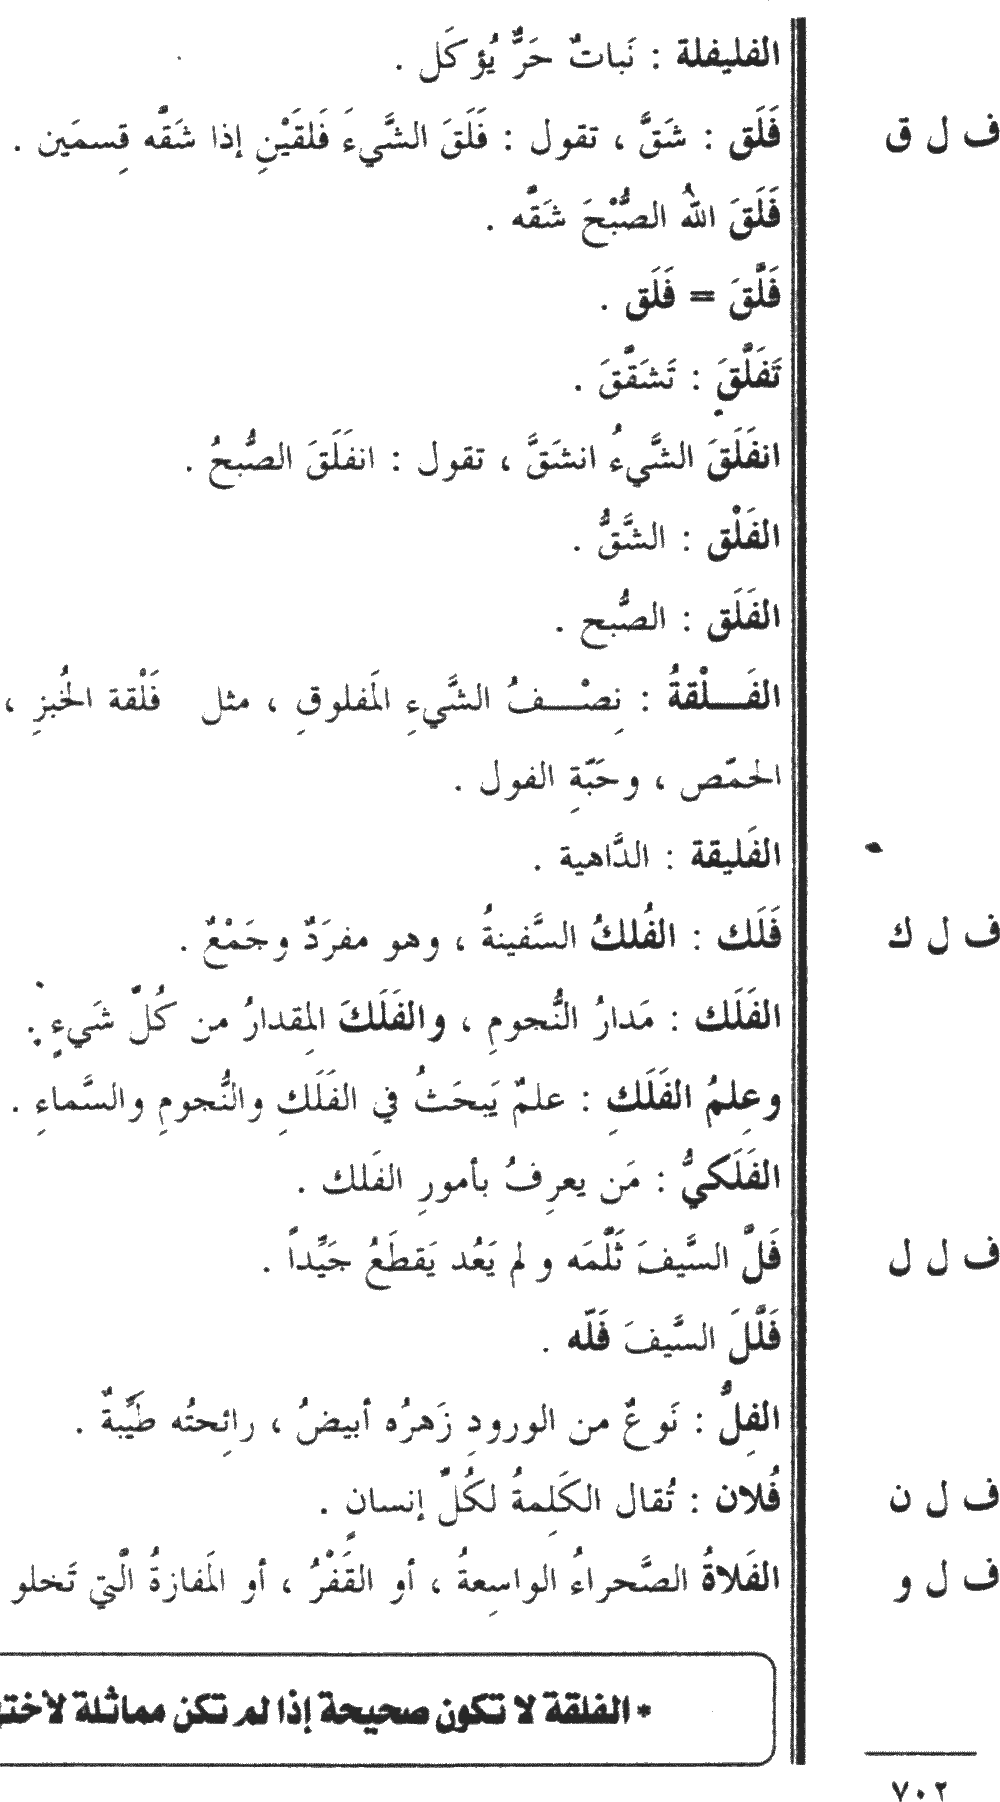 الفليفلة : نَباتٌ حَرٌّ يُؤكَل .
ف ل ق فَلَق : شَقَّ ، تقول : فَلَقَ الشَّيءَ فَلقَيْنِ إذا شَقَّه قِسمَين .
فَلَقَ اللهُ الصُّبْحَ شَقَّه .
فَلَّقَ = فَلَق .
تَفَلَّقَ : تَشَقَّقَ .
انفَلَقَ الشَّيءُ انشَقَّ ، تقول : انفَلَقَ الصُّبحُ .
الفَلْق : الشَّقُّ .
الفَلَق : الصُّبح .
الفَـــلْقةُ : نِصْــــفُ الشَّيءِ المَفلوقِ ، مثل فَلْقة الخُبزِ ،
الحمّص ، وحَبّةِ الفول .
الفَليقة : الدَّاهية .
ف ل ك فَلَك : الفُلكُ السَّفينةُ ، وهو مفرَدٌ وجَمْعٌ .
الفَلَك : مَدارُ النُّجومِ ، والفَلَكَ المِقدارُ من كُلّ شَيءٍ .
وعِلمُ الفَلَكِ : علمٌ يَبحَثُ في الفَلَكِ والنُّجومِ والسَّماءِ .
الفَلَكيُّ : مَن يعرِفُ بأمورِ الفَلك .
ف ل ل فَلَّ السَّيفَ ثَلَّمَه و لم يَعُد يَقطَعُ جَيِّداً .
فَلَّلَ السَّيفَ فَلّه .
الفِلُّ : نَوعٌ من الورودِ زَهرُه أبيضُ ، رائِحتُه طَيِّبةٌ .
ف ل ن فُلان : تُقال الكَلِمةُ لكُلِّ إنسانٍ .
ف ل و الفَلاةُ الصَّحراءُ الواسِعةُ ، أو القَفْرُ ، أو المَفازةُ الَّتي تَخلو
* الفلقة لا تكون صحيحة إذا لم تكن مماثلة لأختها
٧٠٢